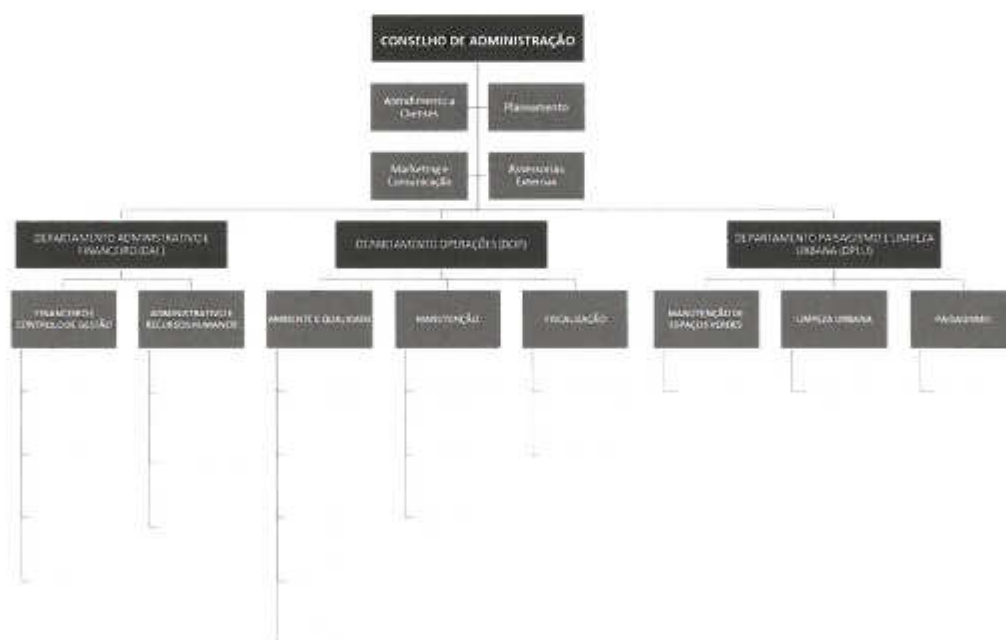 CONSELHO DE ADMINISTRAÇÃO
Atendimento a
Clientes
Planeamento
Marketing e
Comunicação
Assessorias
Externas
DEPARTAMENTO ADMINISTRATIVO E
FINANCEIRO (DAF)
DEPARTAMENTO OPERAÇÕES (DOP)
DEPARTAMENTO PAISAGISMO E LIMPEZA
URBANA (DPLU)
FINANCEIRO E
CONTROLO DE GESTÃO
ADMINISTRATIVO E
RECURSOS HUMANOS
AMBIENTE E QUALIDADE
MANUTENÇÃO
FISCALIZAÇÃO
MANUTENÇÃO DE
ESPAÇOS VERDES
LIMPEZA URBANA
PAISAGISMO